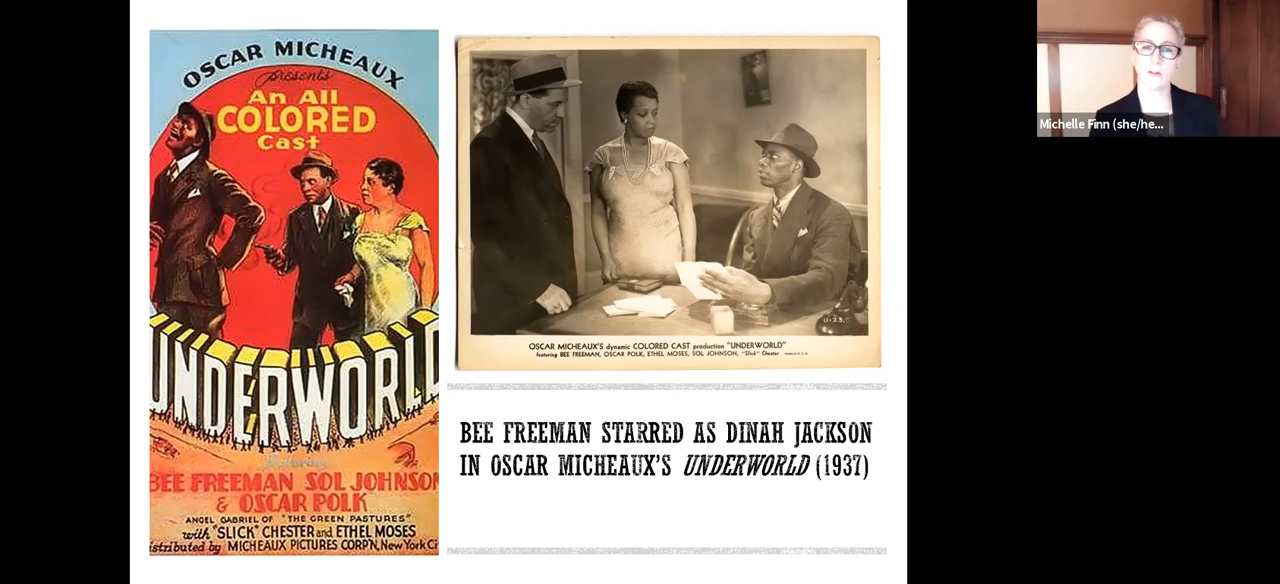 OSCAR MICHEAUX
presents
An All
COLORED
Cast
UNDERWORLD
featuring
BEE FREEMAN SOL JOHNSON
& OSCAR POLK
ANGEL GABRIEL OF "THE GREEN PASTURES"
with "SLICK" CHESTER and ETHEL MOSES
istributed by MICHEAUX PICTURES CORP'N, New York Ci
U-23.
OSCAR MICHEAUX'S dynamic COLORED CAST production "UNDERWORLD"
featuring BEE FREEMAN, OSCAR POLK, ETHEL MOSES, SOL JOHNSON, "Slick" Chester
BEE FREEMAN STARRED AS DINAH JACKSON
IN OSCAR MICHEAUX'S UNDERWORLD (1937)
Michelle Finn (she/he...